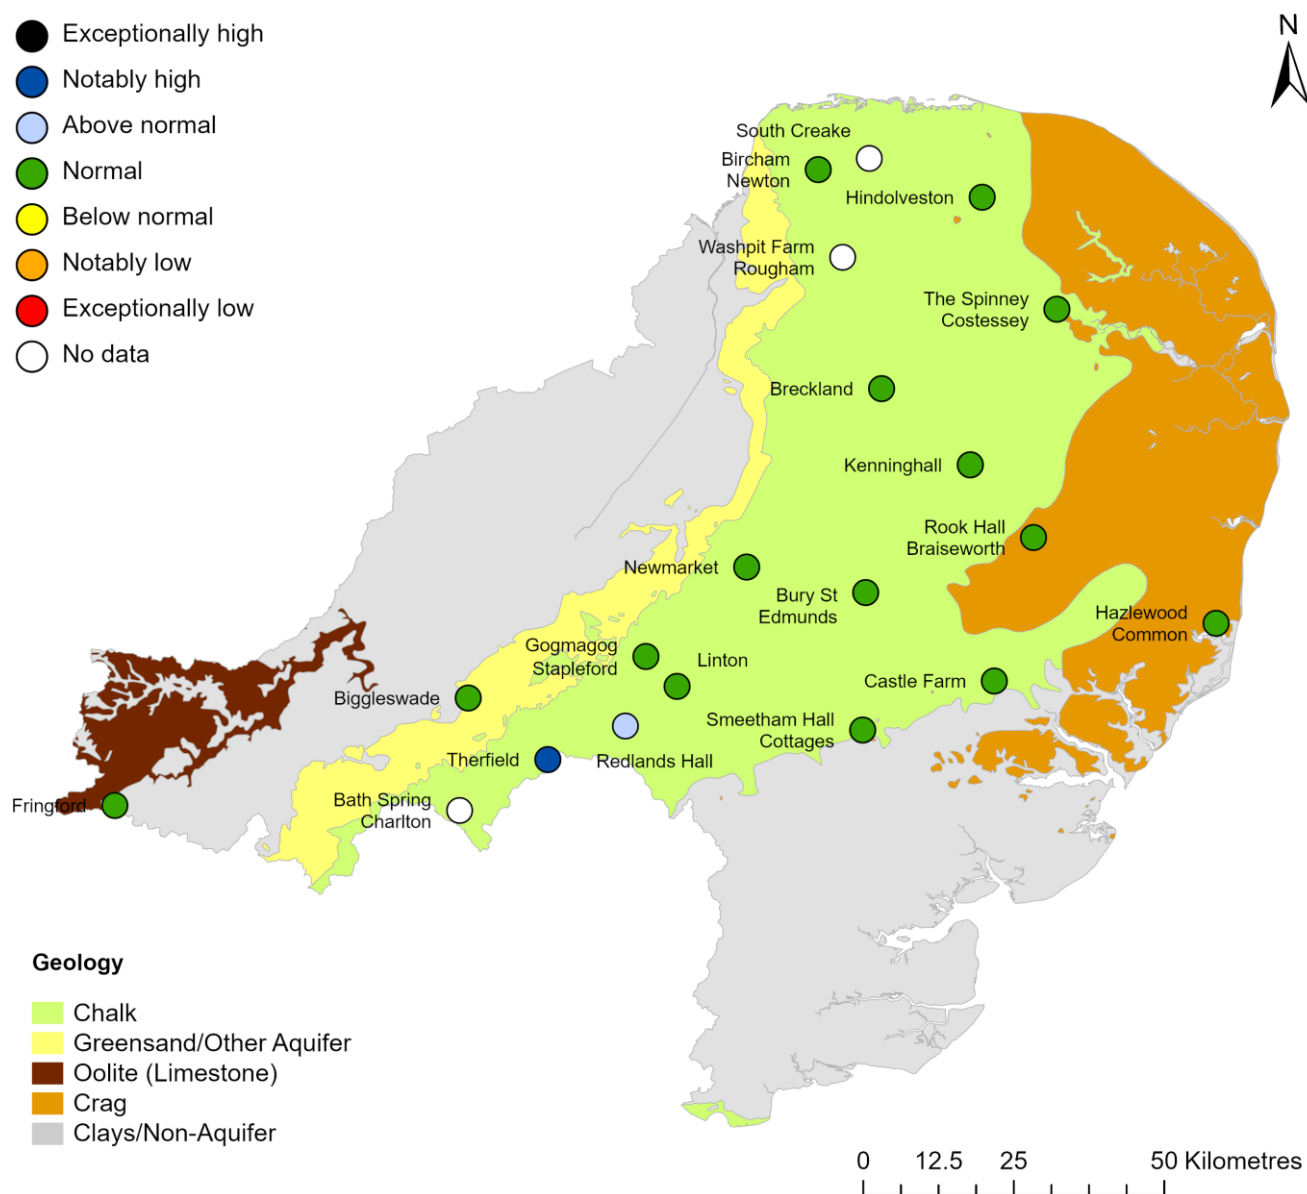 Exceptionally high
Notably high
Above normal
Normal
Below normal
Notably low
Exceptionally low
No data
N
South Creake
Bircham
Newton
Hindolveston
Washpit Farm
Rougham
The Spinney
Costessey
Breckland
Kenninghall
Rook Hall
Braiseworth
Newmarket
Bury St
Edmunds
Hazlewood
Common
Gogmagog
Stapleford
Linton
Castle Farm
Biggleswade
Smeetham Hall
Cottages
Therfield
Redlands Hall
Fringford
Bath Spring
Charlton
Geology
Chalk
Greensand/Other Aquifer
Oolite (Limestone)
Crag
Clays/Non-Aquifer
0 12.5 25 50 Kilometres